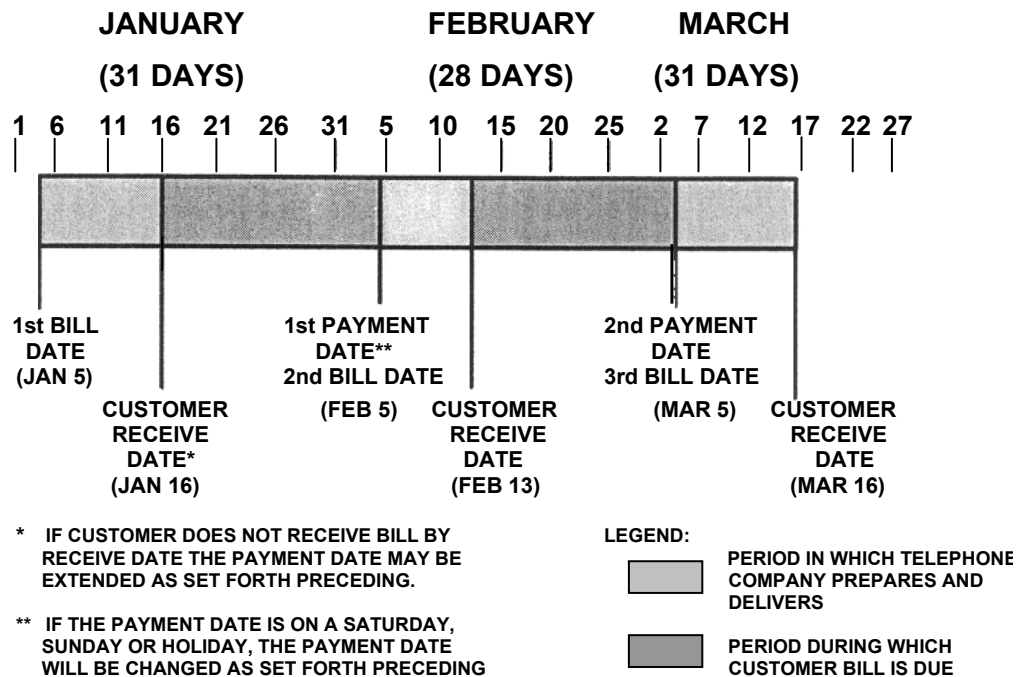 JANUARY FEBRUARY MARCH
(31 DAYS) (28 DAYS) (31 DAYS)
1 6 11 16 21 26 31 5 10 15 20 25 2 7 12 17 22 27
1st BILL
DATE
(JAN 5)
CUSTOMER
RECEIVE
DATE*
(JAN 16)
1st PAYMENT
DATE**
2nd BILL DATE
(FEB 5)
CUSTOMER
RECEIVE
DATE
(FEB 13)
2nd PAYMENT
DATE
3rd BILL DATE
(MAR 5)
CUSTOMER
RECEIVE
DATE
(MAR 16)
* IF CUSTOMER DOES NOT RECEIVE BILL BY
RECEIVE DATE THE PAYMENT DATE MAY BE
EXTENDED AS SET FORTH PRECEDING.
** IF THE PAYMENT DATE IS ON A SATURDAY,
SUNDAY OR HOLIDAY, THE PAYMENT DATE
WILL BE CHANGED AS SET FORTH PRECEDING
LEGEND:
PERIOD IN WHICH TELEPHONE
COMPANY PREPARES AND
DELIVERS
PERIOD DURING WHICH
CUSTOMER BILL IS DUE